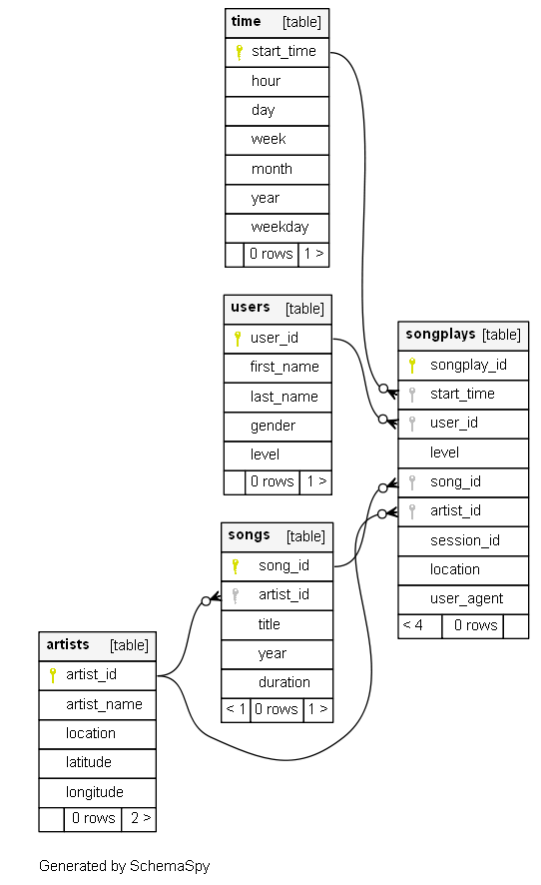 time [table]
start_time
hour
day
week
month
year
weekday
0 rows 1 >
users [table]
user_id
first_name
last_name
gender
level
0 rows 1 >
songplays [table]
songplay_id
start_time
user_id
level
song_id
artist_id
session_id
location
user_agent
< 4 0 rows
songs [table]
song_id
artist_id
title
year
duration
< 1 0 rows 1 >
artists [table]
artist_id
artist_name
location
latitude
longitude
0 rows 2 >
Generated by SchemaSpy